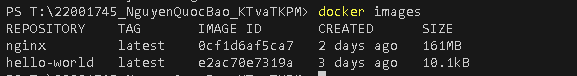 PS T:\22001745_NguyenQuocBao_KTvaTKPM> docker images
REPOSITORY TAG IMAGE ID CREATED SIZE
nginx latest 0cf1d6af5ca7 2 days ago 161MB
hello-world latest e2ac70e7319a 3 days ago 10.1kB